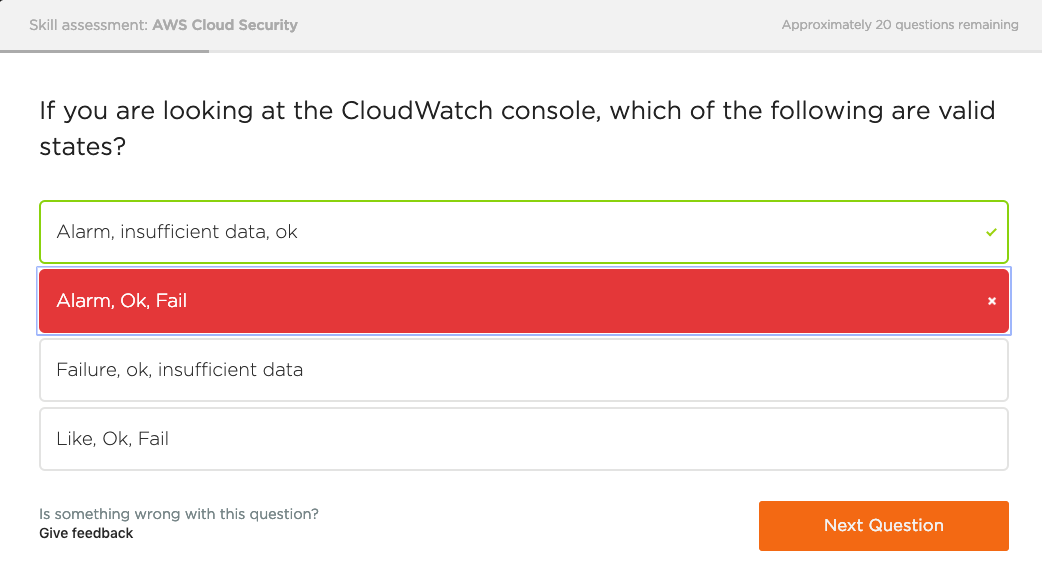 Skill assessment: AWS Cloud Security
Approximately 20 questions remaining
If you are looking at the CloudWatch console, which of the following are valid
states?
Alarm, insufficient data, ok
Alarm, Ok, Fail
Failure, ok, insufficient data
Like, Ok, Fail
Is something wrong with this question?
Give feedback
Next Question